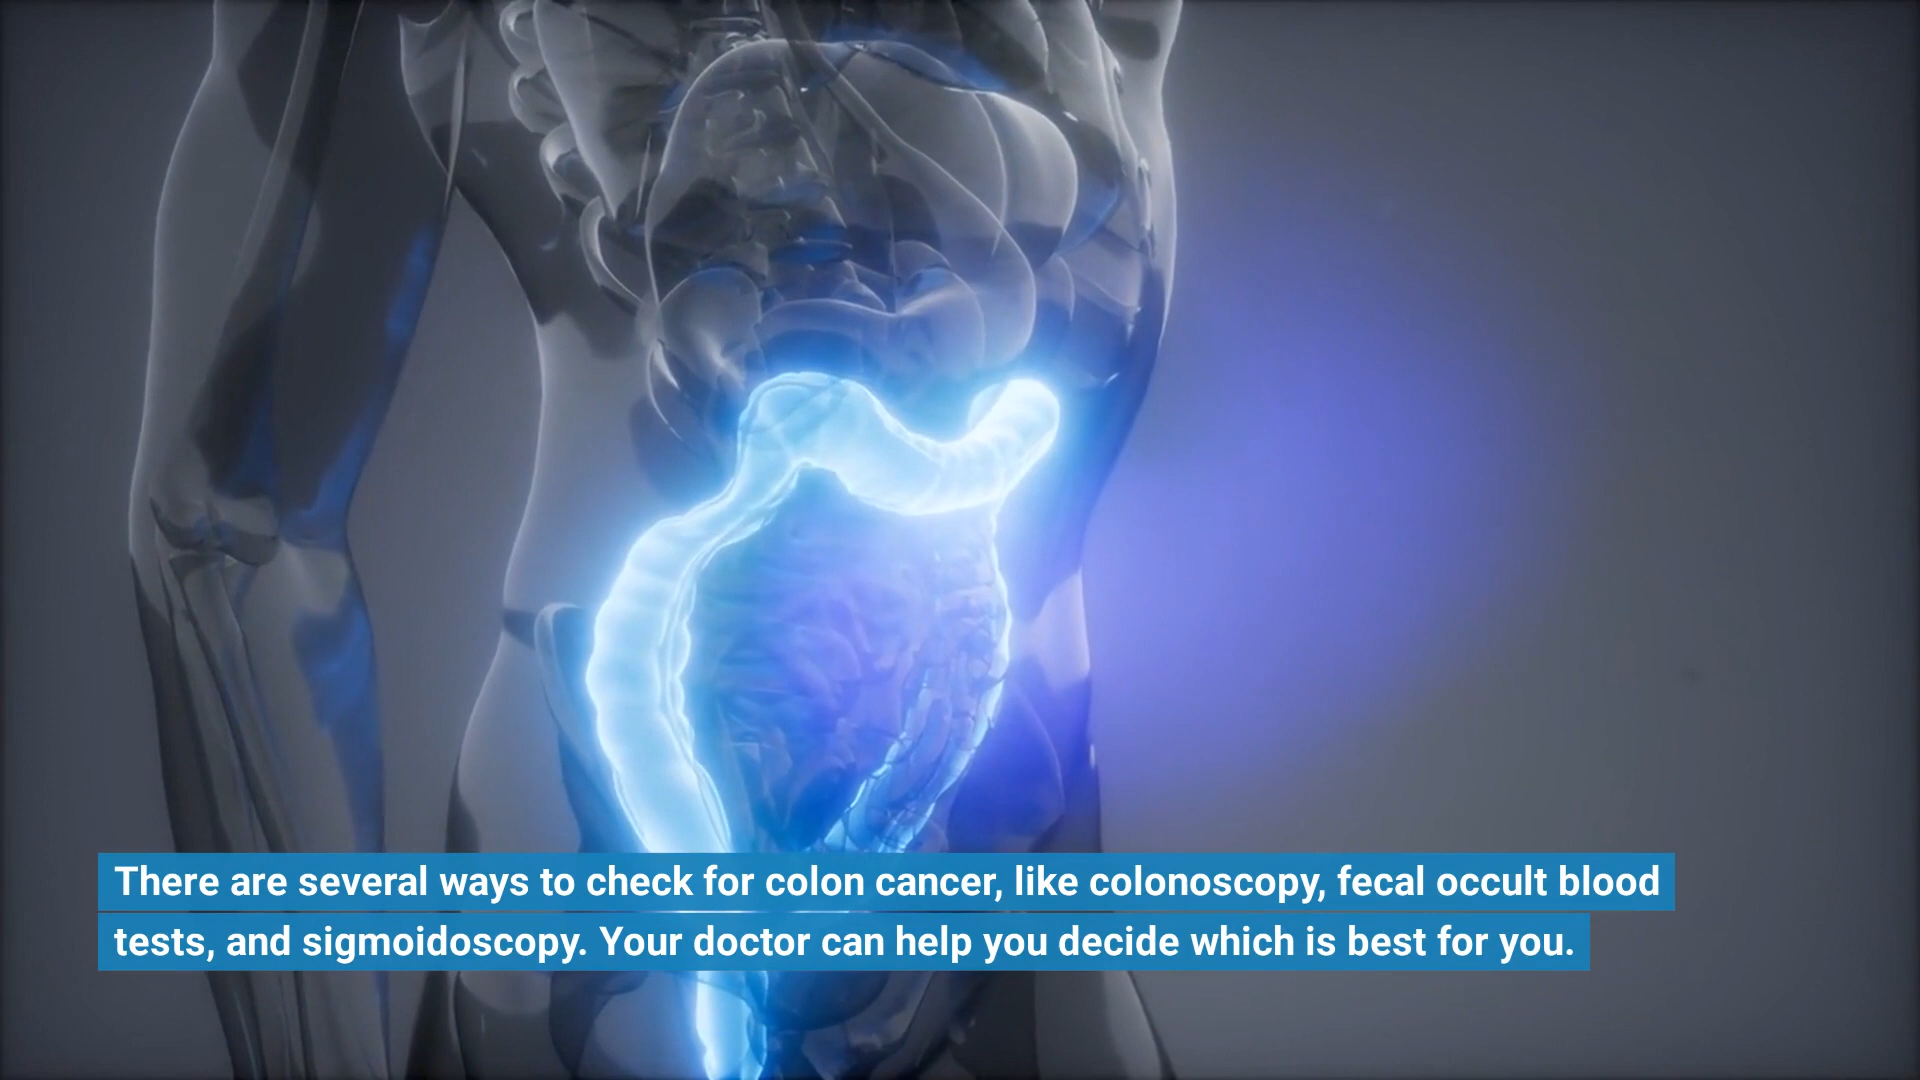 There are several ways to check for colon cancer, like colonoscopy, fecal occult blood
tests, and sigmoidoscopy. Your doctor can help you decide which is best for you.